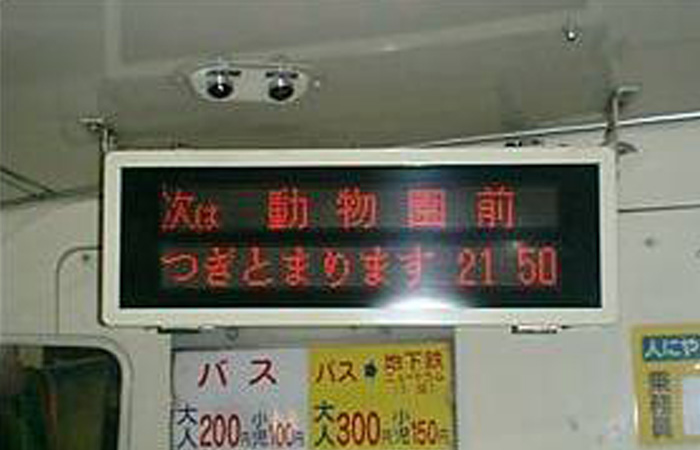 次は 動物園前
つぎとまります 21 50
バス
大人200円 小児100円
バス 地下鉄
大人300円 小児150円
人にや
乗務員